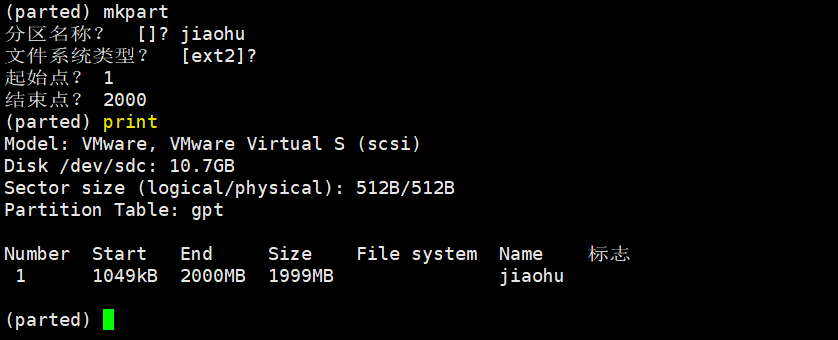 (parted) mkpart
分区名称？  []? jiaohu
文件系统类型？  [ext2]?
起始点？ 1
结束点？ 2000
(parted) print
Model: VMware, VMware Virtual S (scsi)
Disk /dev/sdc: 10.7GB
Sector size (logical/physical): 512B/512B
Partition Table: gpt
Number  Start   End     Size    File system  Name    标志
 1      1049kB  2000MB  1999MB               jiaohu
(parted)